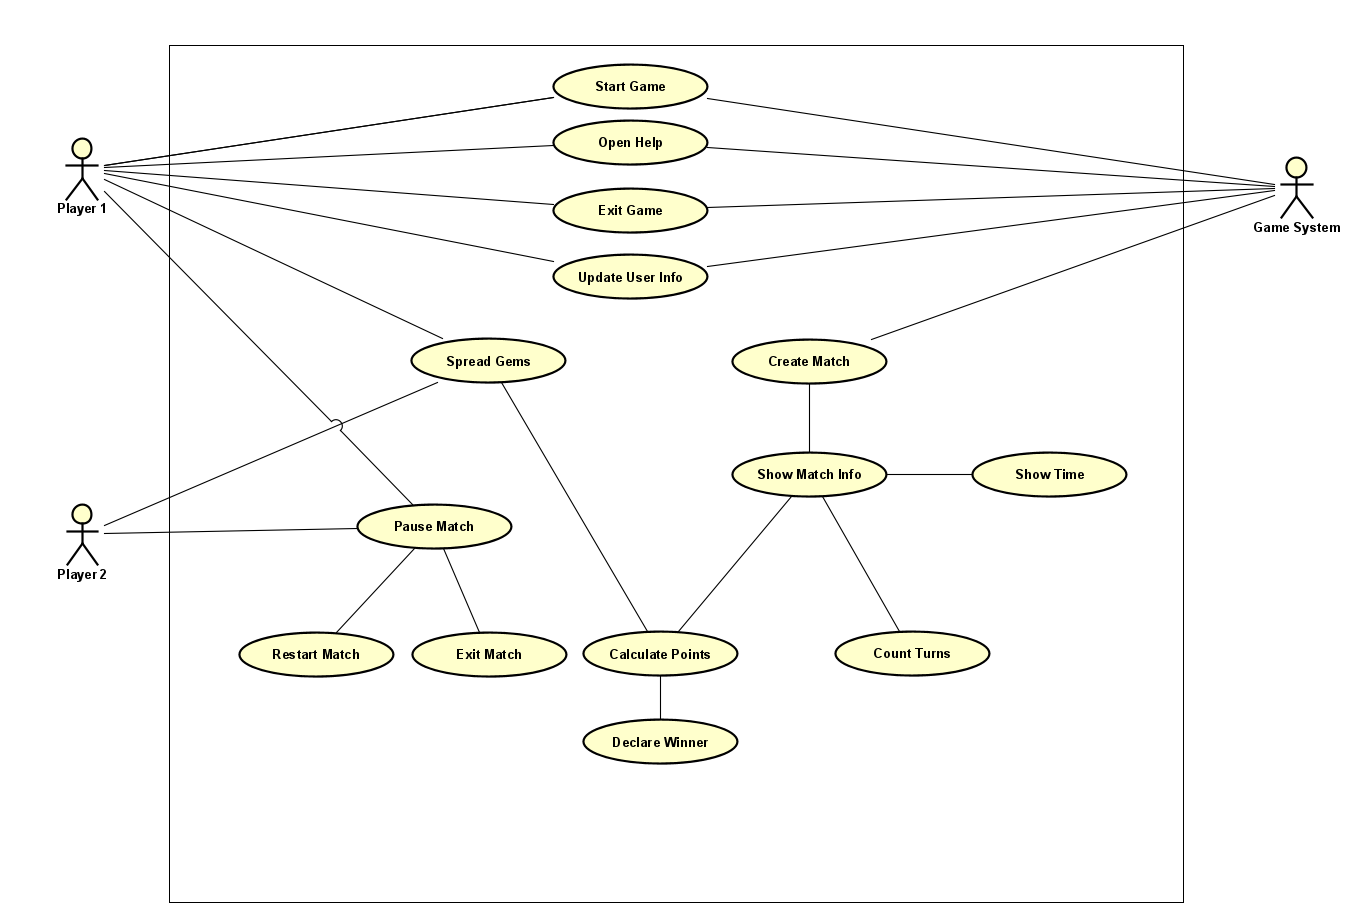 Start Game
Open Help
Player 1
Exit Game
Game System
Update User Info
Spread Gems
Create Match
Show Match Info
Show Time
Pause Match
Player 2
Restart Match
Exit Match
Calculate Points
Count Turns
Declare Winner